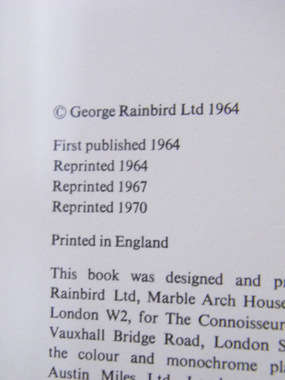 © George Rainbird Ltd 1964
First published 1964
Reprinted 1964
Reprinted 1967
Reprinted 1970
Printed in England
This book was designed and
Rainbird Ltd, Marble Arch House
London W2, for The Connoisseur
Vauxhall Bridge Road, London
the colour and monochrome
Austin Miles Ltd,